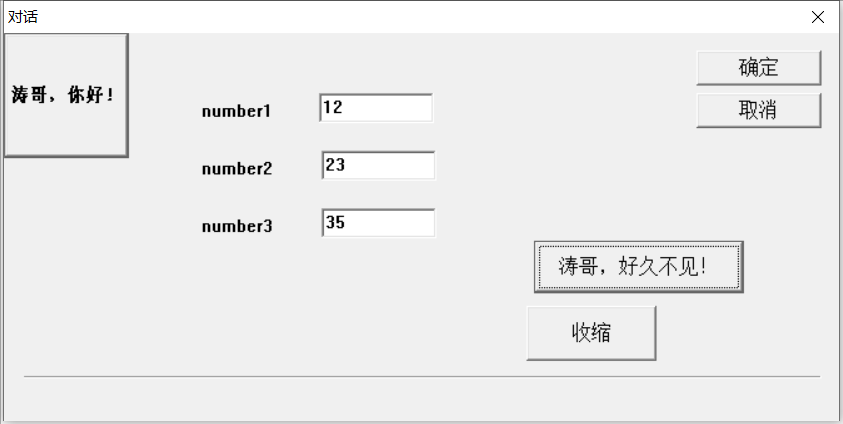 对话
涛哥，你好！
number1
12
number2
23
number3
35
确定
取消
涛哥，好久不见！
收缩